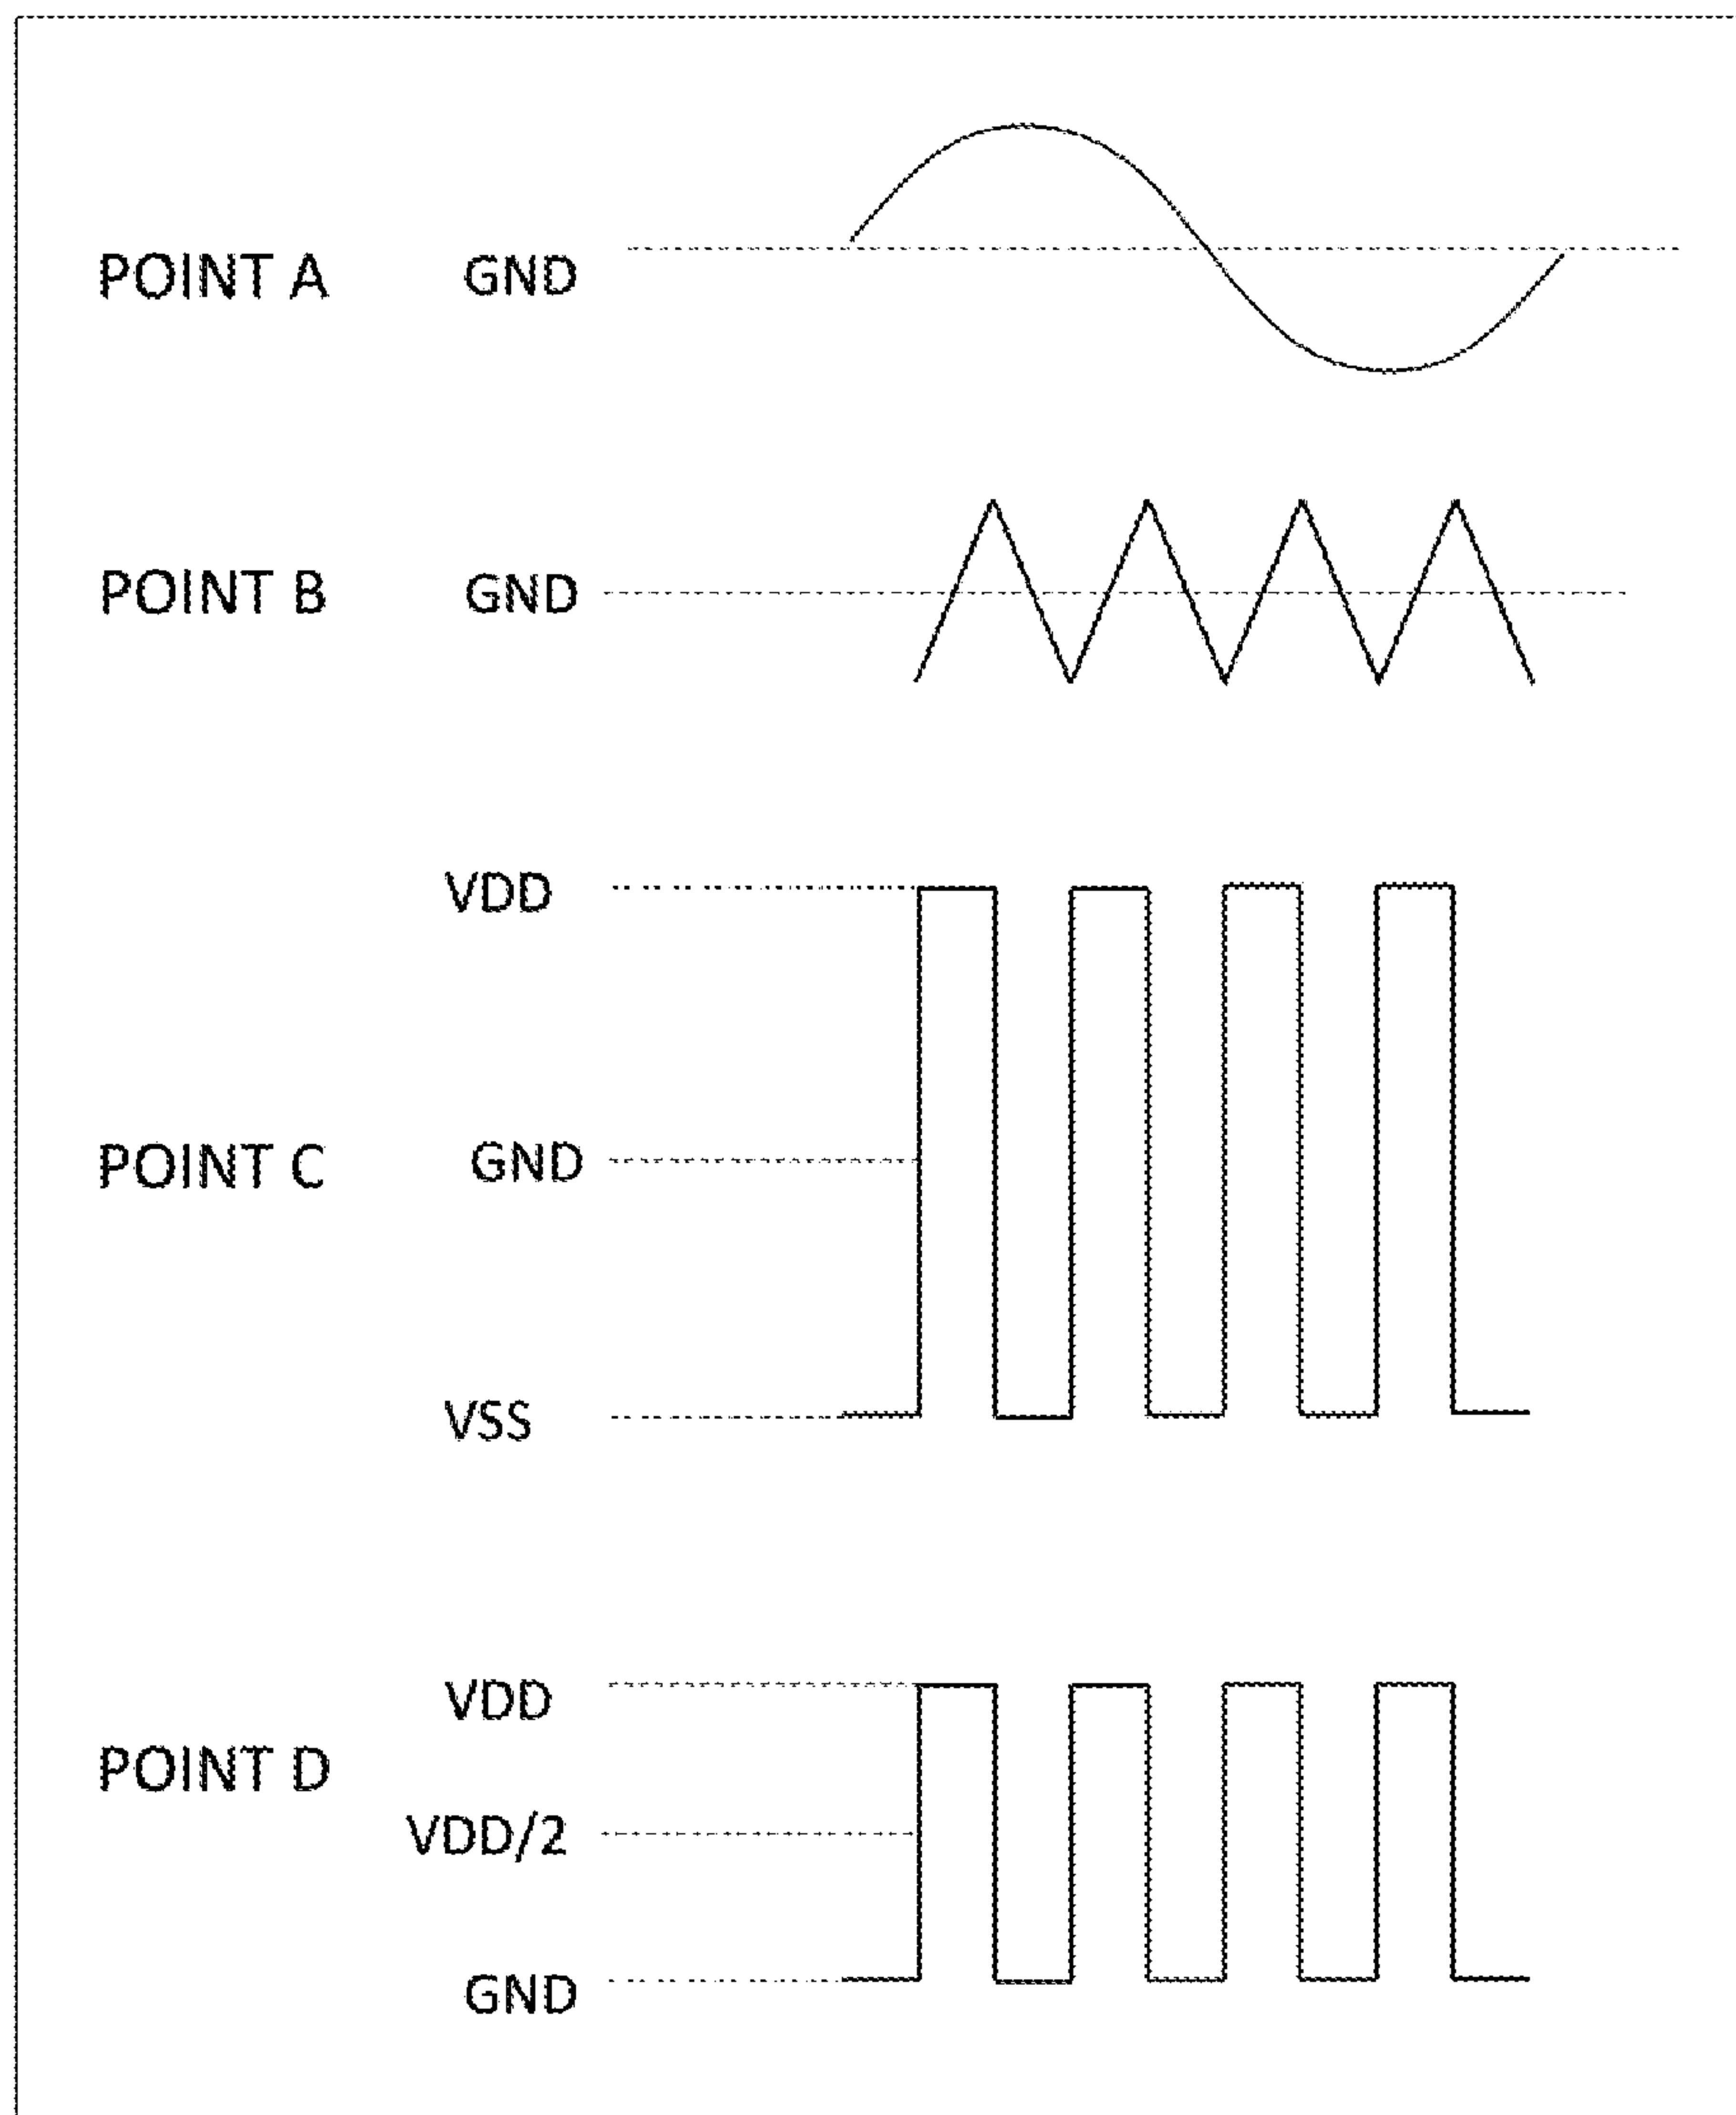 POINT A GND
POINT B GND
VDD
POINT C GND
VSS
VDD
POINT D
VDD/2
GND